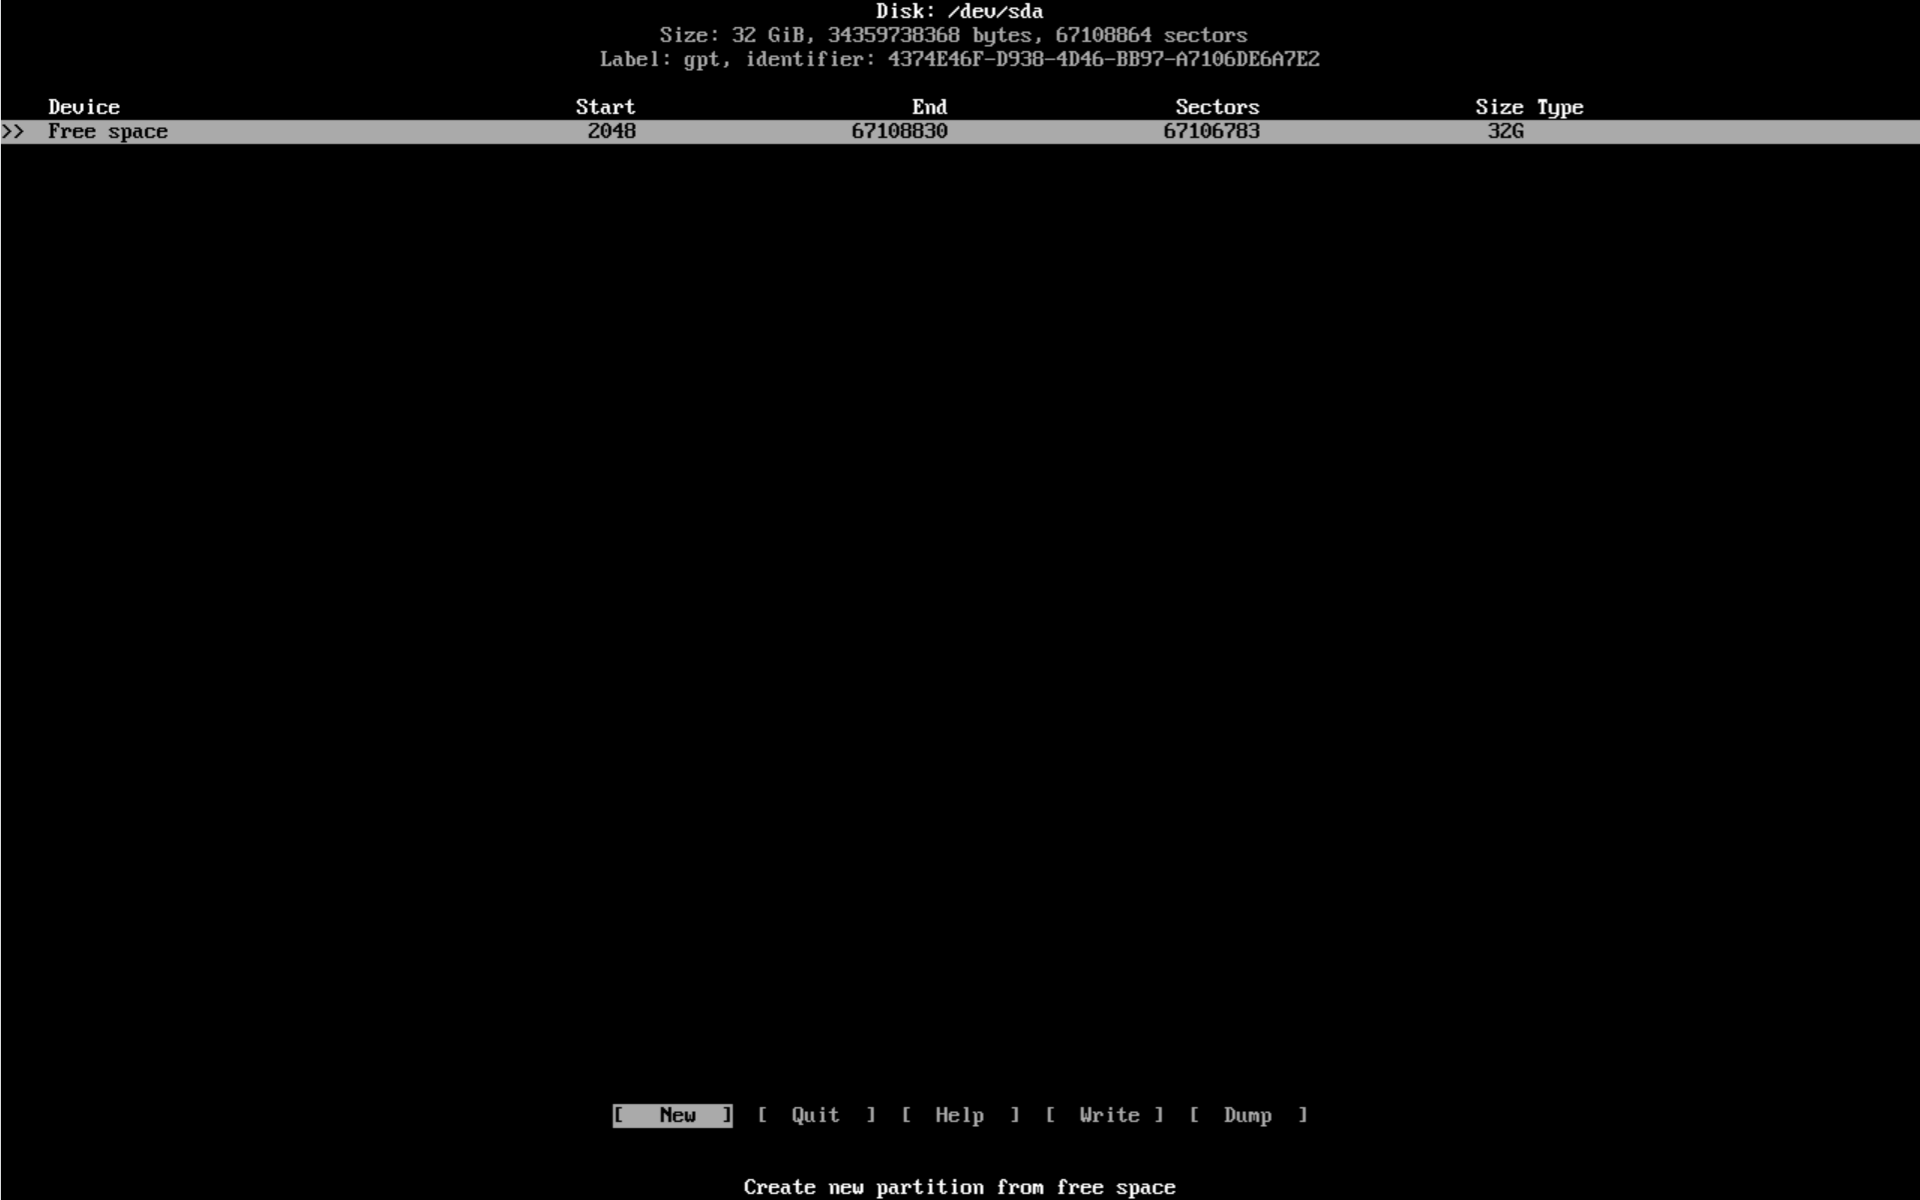 Disk: /dev/sda
Size: 32 GiB, 34359738368 bytes, 67108864 sectors
Label: gpt, identifier: 4374E46F-D938-4D46-BB97-A7106DE6A7E2
Device Start End Sectors Size Type
>> Free space 2048 67108830 67106783 32G
[ New ] [ Quit ] [ Help ] [ Write ] [ Dump ]
Create new partition from free space